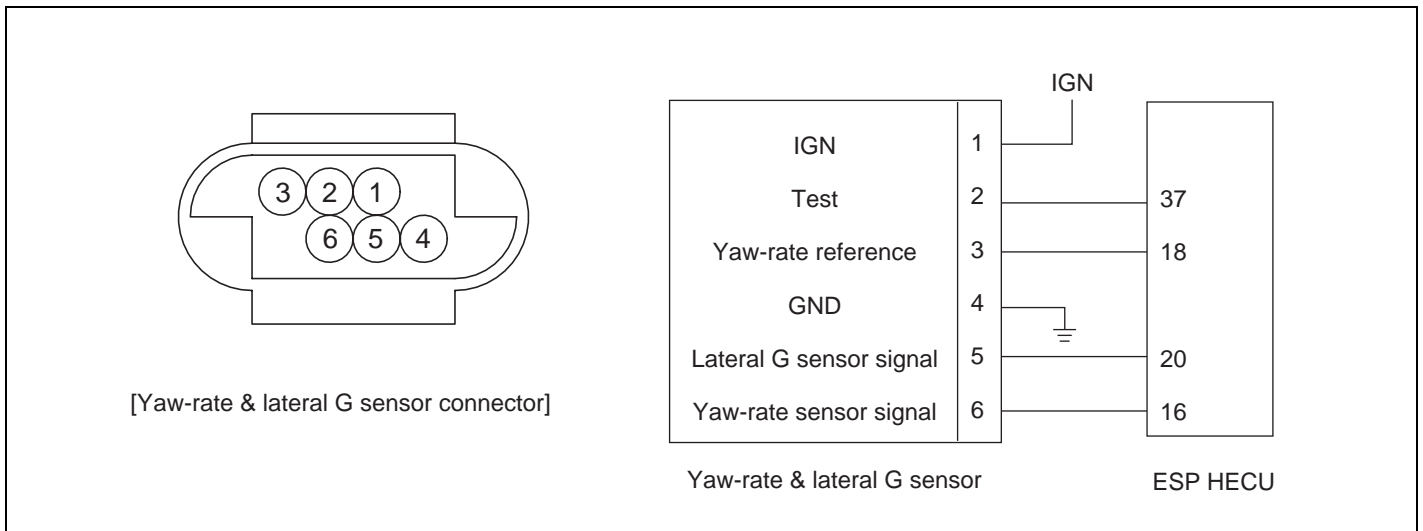 IGN
3 2 1
6 5 4
[Yaw-rate & lateral G sensor connector]
IGN 1
Test 2 37
Yaw-rate reference 3 18
GND 4
Lateral G sensor signal 5 20
Yaw-rate sensor signal 6 16
Yaw-rate & lateral G sensor
ESP HECU